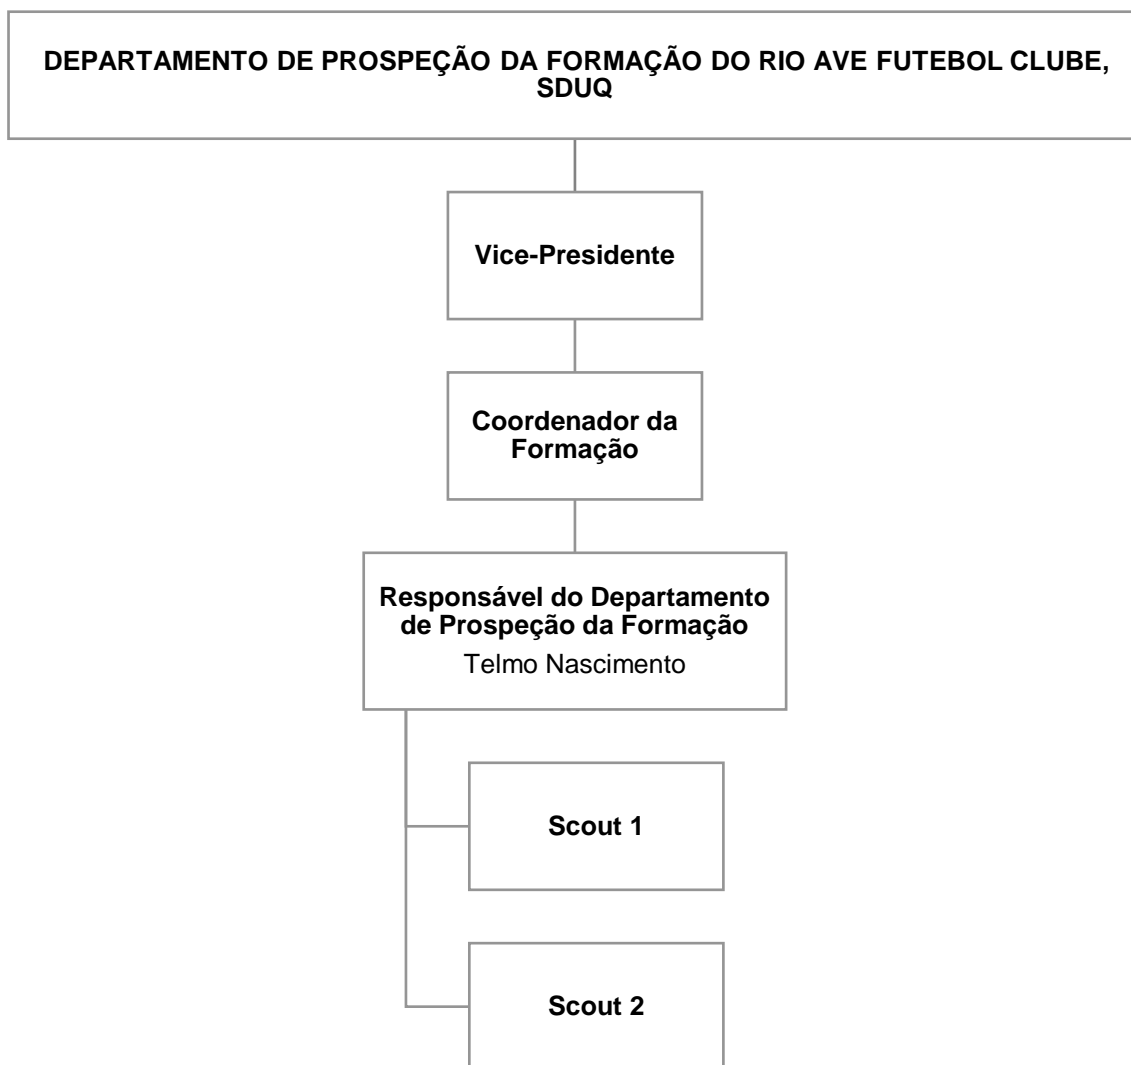 DEPARTAMENTO DE PROSPEÇÃO DA FORMAÇÃO DO RIO AVE FUTEBOL CLUBE,
SDUQ
Vice-Presidente
Coordenador da
Formação
Responsável do Departamento
de Prospeção da Formação
Telmo Nascimento
Scout 1
Scout 2